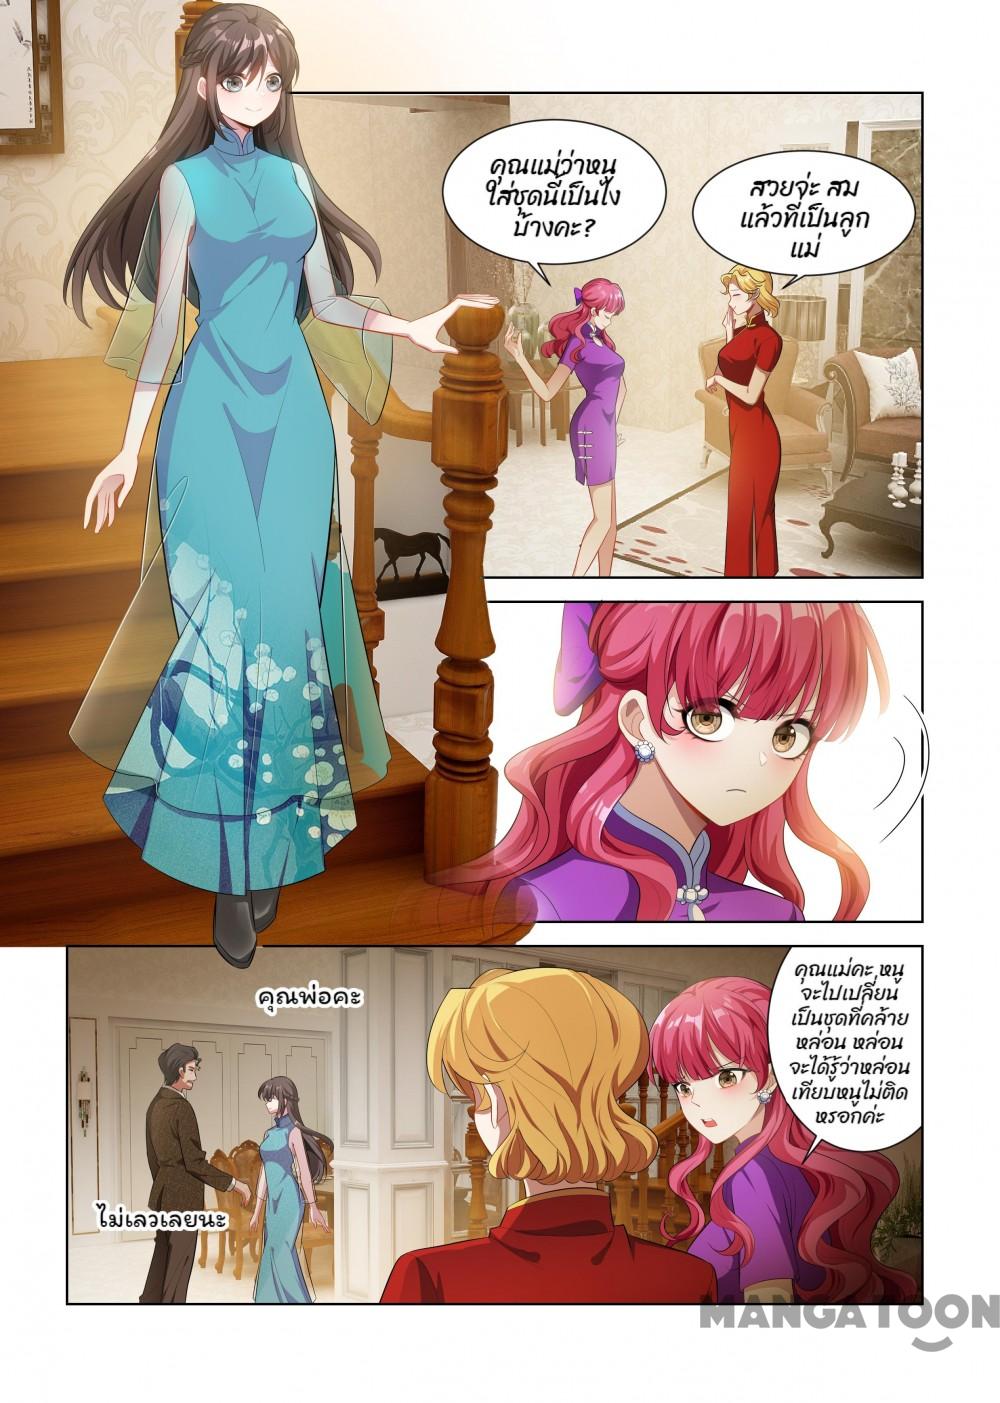 คุณแม่ว่าหนู
ใส่ชุดนี้เป็นไง
บ้างคะ?
สวยจ่ะ สม
แล้วที่เป็นลูก
แม่
คุณพ่อคะ
ไม่เลวเลยนะ
คุณแม่คะ หนู
จะไปเปลี่ยน
เป็นชุดที่คล้าย
หล่อน หล่อน
จะได้รู้ว่าหล่อน
เทียบหนูไม่ติด
หรอกค่ะ
MANGATOON